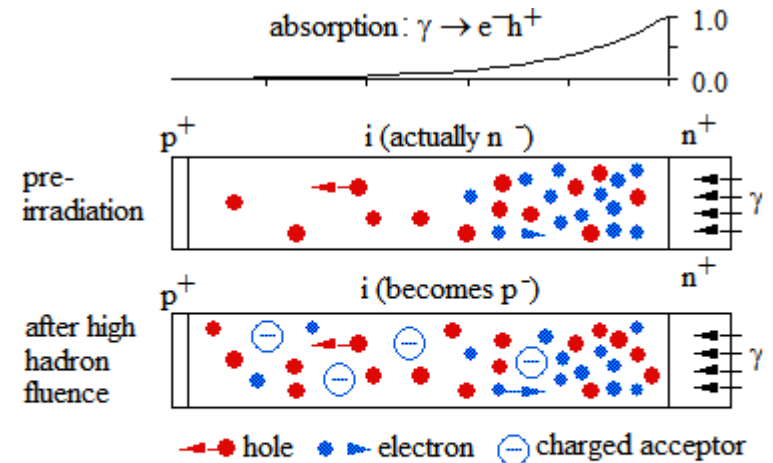 absorption: γ → e⁻h⁺
1.0
0.0
p⁺ i (actually n⁻) n⁺
pre-
irradiation
γ
p⁺ i (becomes p⁻) n⁺
after high
hadron
fluence
γ
hole electron charged acceptor